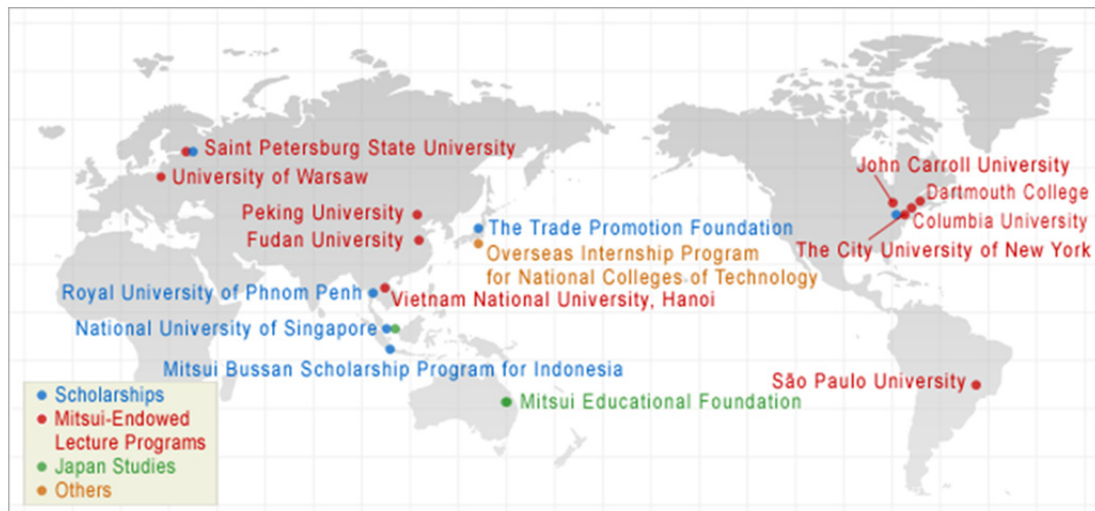 Saint Petersburg State University
University of Warsaw
Peking University
Fudan University
Royal University of Phnom Penh
National University of Singapore
Mitsui Bussan Scholarship Program for Indonesia
The Trade Promotion Foundation
Overseas Internship Program
for National Colleges of Technology
Vietnam National University, Hanoi
Mitsui Educational Foundation
John Carroll University
Dartmouth College
Columbia University
The City University of New York
São Paulo University
Scholarships
Mitsui-Endowed
Lecture Programs
Japan Studies
Others